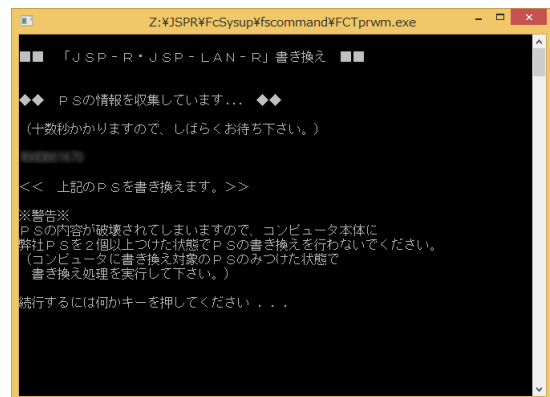 Z:¥JSPR¥FcSysup¥fscommand¥FCTprwm.exe
■■　「ＪＳＰ－Ｒ・ＪＳＰ－ＬＡＮ－Ｒ」書き換え　■■
◆◆　ＰＳの情報を収集しています...　◆◆
（十数秒かかりますので、しばらくお待ち下さい。）
<<　上記のＰＳを書き換えます。>>
※警告※
ＰＳの内容が破壊されてしまいますので、コンピュータ本体に
弊社ＰＳを２個以上つけた状態でＰＳの書き換えを行わないでください。
（コンピュータに書き換え対象のＰＳのみつけた状態で
　書き換え処理を実行して下さい。）
続行するには何かキーを押してください . . .